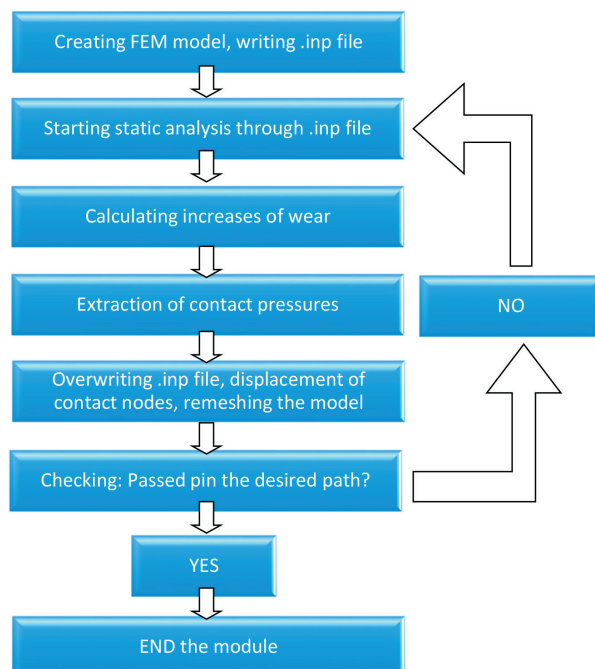 Creating FEM model, writing .inp file
Starting static analysis through .inp file
Calculating increases of wear
Extraction of contact pressures
NO
Overwriting .inp file, displacement of
contact nodes, remeshing the model
Checking: Passed pin the desired path?
YES
END the module